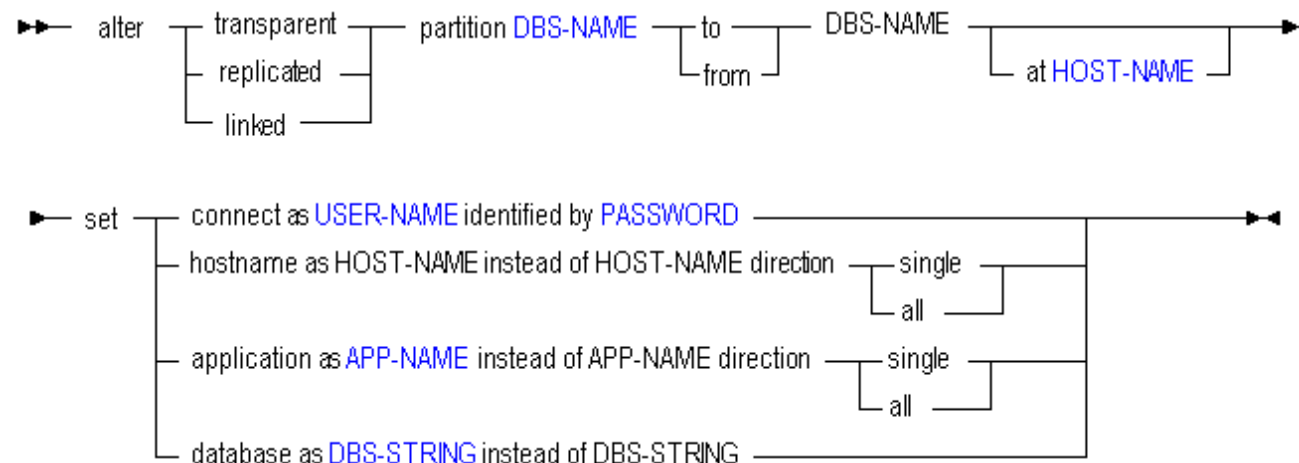 alter transparent partition DBS-NAME to DBS-NAME
replicated from at HOST-NAME
linked
set connect as USER-NAME identified by PASSWORD
hostname as HOST-NAME instead of HOST-NAME direction single
all
application as APP-NAME instead of APP-NAME direction single
all
database as DBS-STRING instead of DBS-STRING